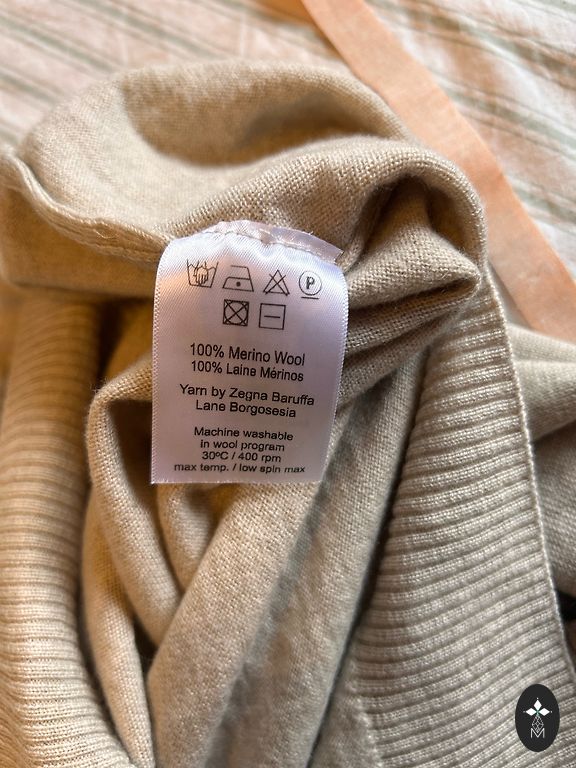 P
100% Merino Wool
100% Laine Mérinos
Yarn by Zegna Baruffa
Lane Borgosesia
Machine washable
in wool program
30ºC / 400 rpm
max temp. / low spin max
M